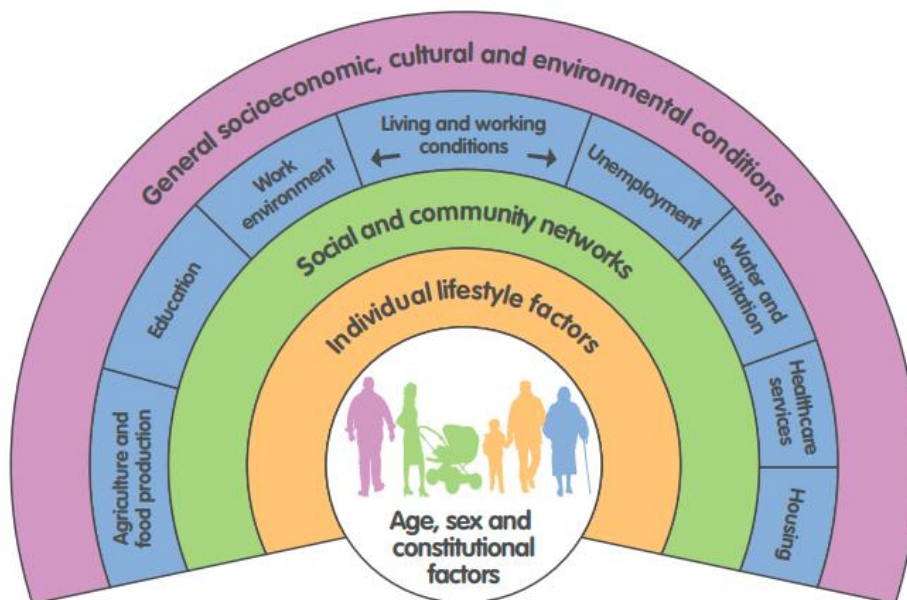 General socioeconomic, cultural and environmental conditions
Agriculture and
food production
Education
Work
environment
Living and working
conditions
Unemployment
Water and
sanitation
Healthcare
services
Housing
Social and community networks
Individual lifestyle factors
Age, sex and
constitutional
factors